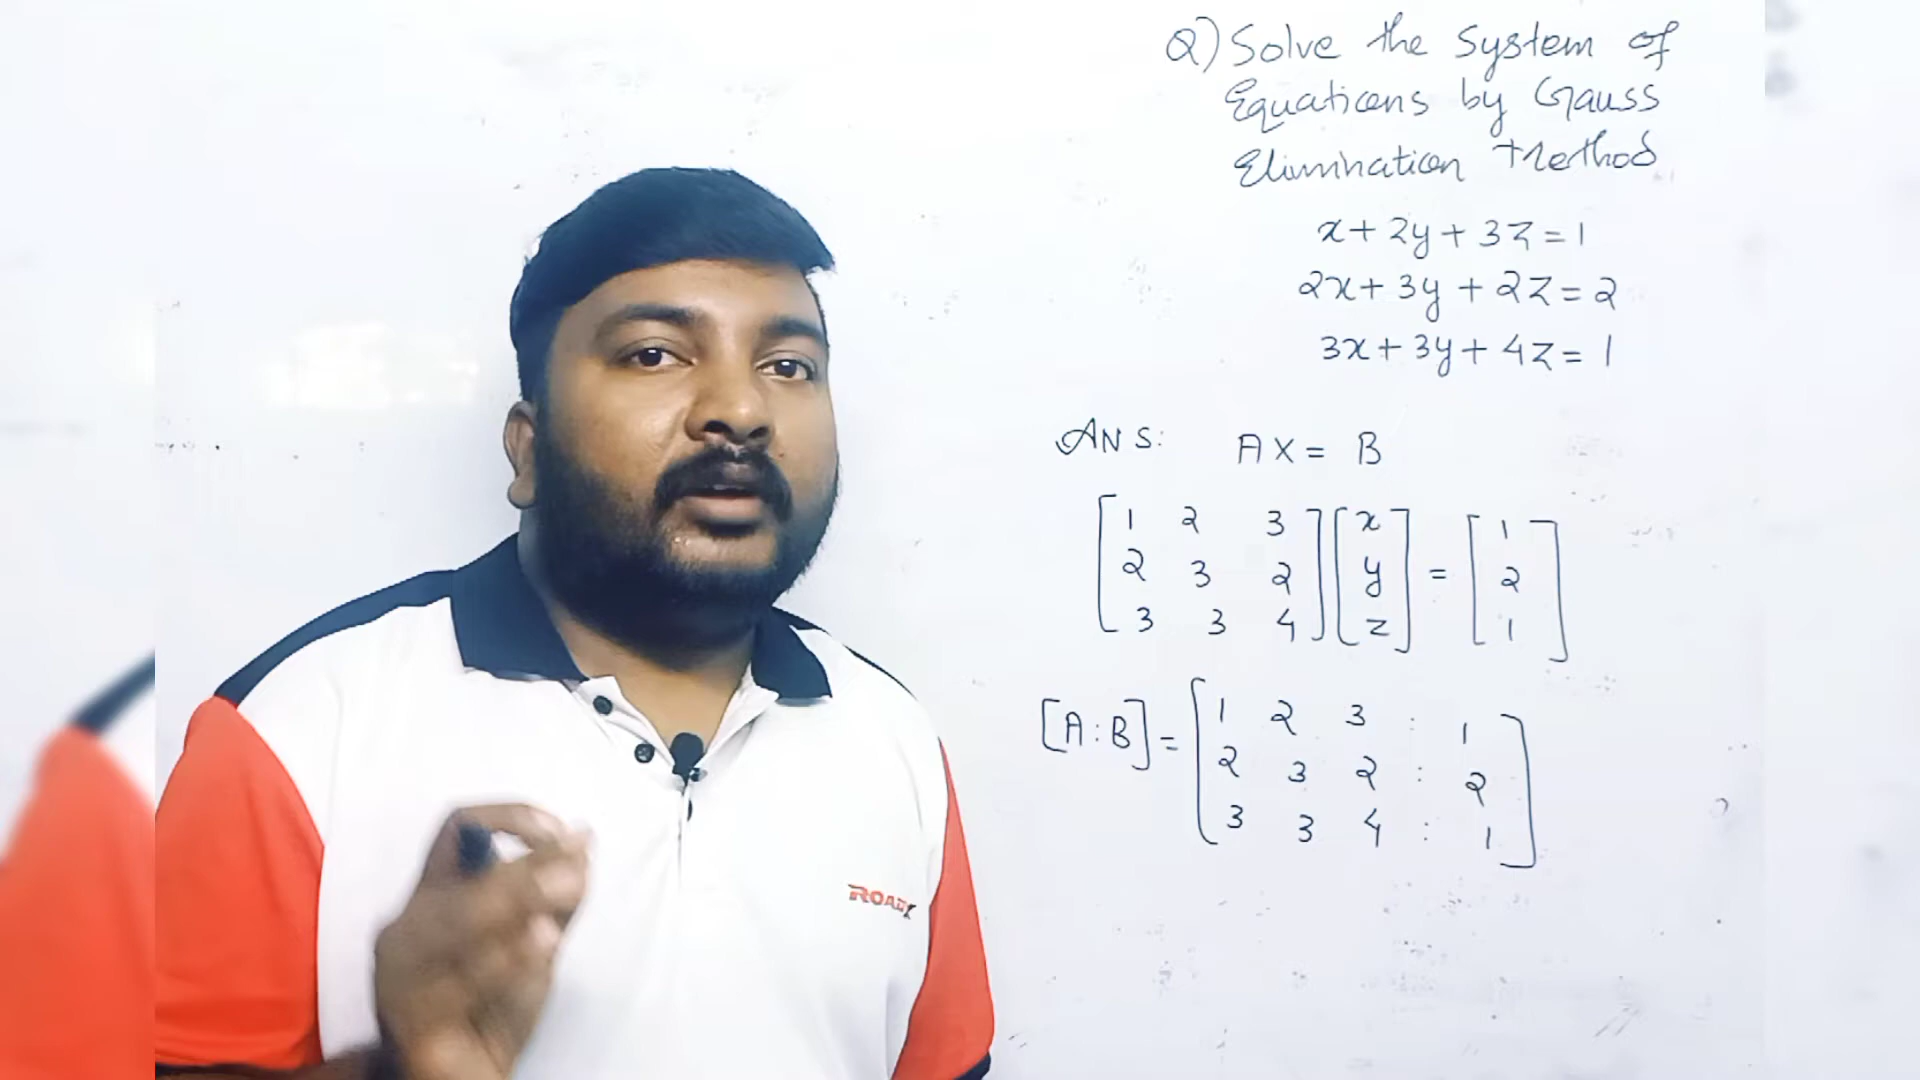 Q) Solve the System of
Equations by Gauss
Elimination Method
x + 2y + 3z = 1
2x + 3y + 2z = 2
3x + 3y + 4z = 1
ANS: AX = B
[1 2 3] [x] [1]
[2 3 2] [y] = [2]
[3 3 4] [z] [1]
[A:B] = [1 2 3 : 1]
[2 3 2 : 2]
[3 3 4 : 1]